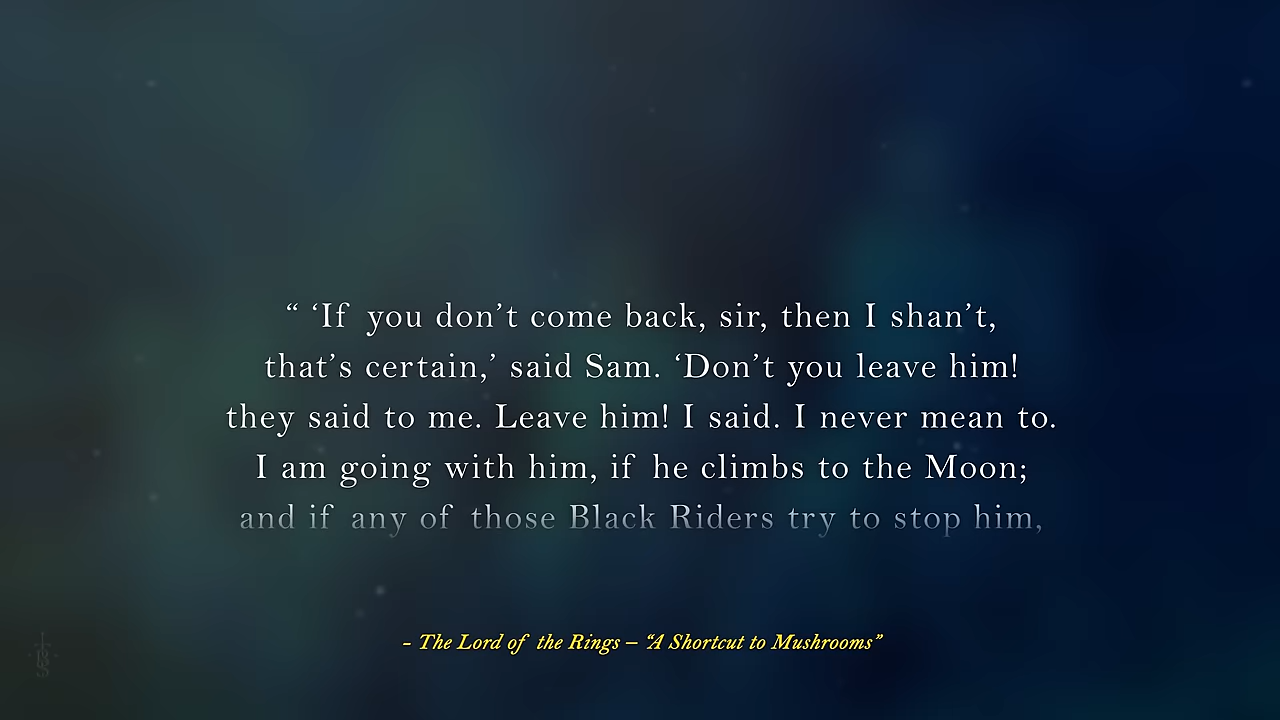 “ ‘If you don’t come back, sir, then I shan’t,
that’s certain,’ said Sam. ‘Don’t you leave him!
they said to me. Leave him! I said. I never mean to.
I am going with him, if he climbs to the Moon;
and if any of those Black Riders try to stop him,
– The Lord of the Rings – “A Shortcut to Mushrooms”